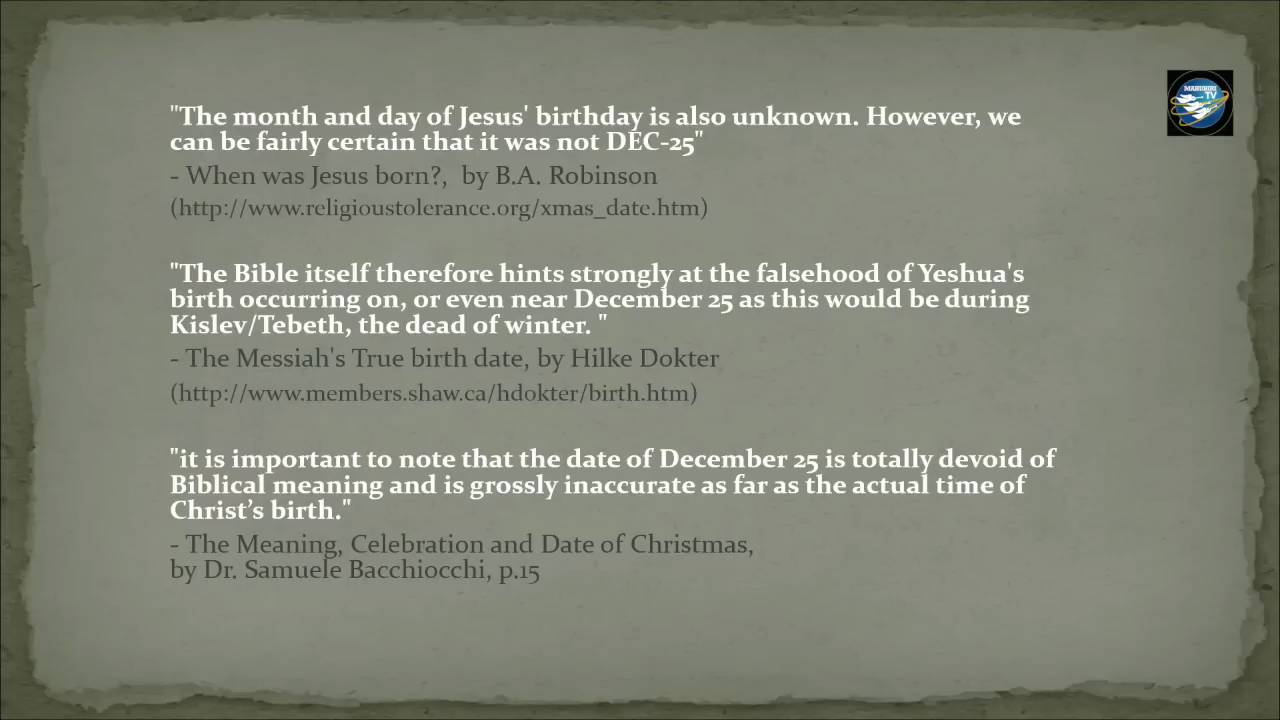 "The month and day of Jesus' birthday is also unknown. However, we
can be fairly certain that it was not DEC-25"
- When was Jesus born?, by B.A. Robinson
(http://www.religioustolerance.org/xmas_date.htm)
"The Bible itself therefore hints strongly at the falsehood of Yeshua's
birth occurring on, or even near December 25 as this would be during
Kislev/Tebeth, the dead of winter. "
- The Messiah's True birth date, by Hilke Dokter
(http://www.members.shaw.ca/hdokter/birth.htm)
"it is important to note that the date of December 25 is totally devoid of
Biblical meaning and is grossly inaccurate as far as the actual time of
Christ’s birth."
- The Meaning, Celebration and Date of Christmas,
by Dr. Samuele Bacchiocchi, p.15
MAHUBIRI
TV